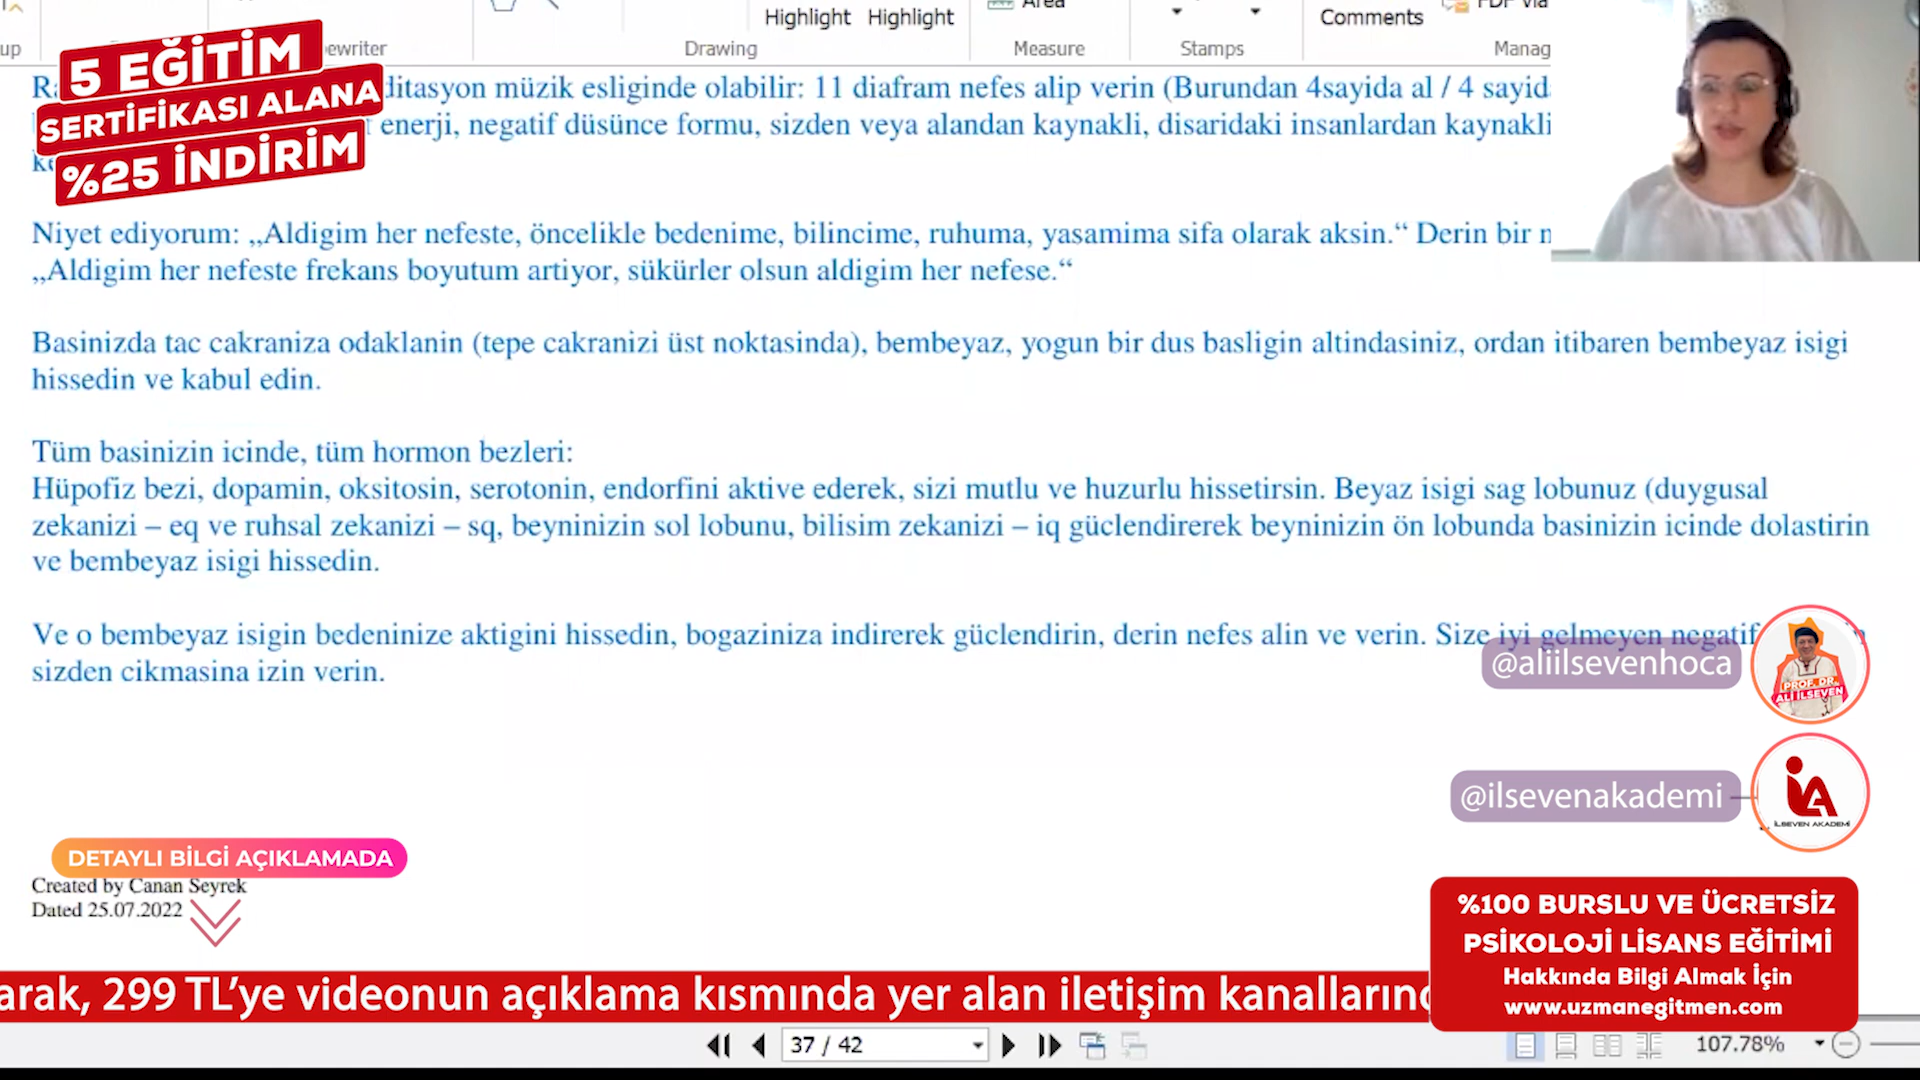 Highlight Highlight
Area
Comments
up
ewriter
Drawing
Measure
Stamps
Manag
5 EĞİTİM
SERTİFİKASI ALANA
%25 İNDİRİM
ditasyon müzik esliginde olabilir: 11 diafram nefes alip verin (Burundan 4sayida al / 4 sayid
enerji, negatif düsünce formu, sizden veya alandan kaynakli, disaridaki insanlardan kaynakli
Niyet ediyorum: „Aldigim her nefeste, öncelikle bedenime, bilincime, ruhuma, yasamima sifa olarak aksin.“ Derin bir n
„Aldigim her nefeste frekans boyutum artiyor, sükürler olsun aldigim her nefese.“
Basinizda tac cakraniza odaklanin (tepe cakranizi üst noktasinda), bembeyaz, yogun bir dus basligin altindasiniz, ordan itibaren bembeyaz isigi
hissedin ve kabul edin.
Tüm basinizin icinde, tüm hormon bezleri:
Hüpofiz bezi, dopamin, oksitosin, serotonin, endorfini aktive ederek, sizi mutlu ve huzurlu hissetirsin. Beyaz isigi sag lobunuz (duygusal
zekanizi – eq ve ruhsal zekanizi – sq, beyninizin sol lobunu, bilisim zekanizi – iq güclendirerek beyninizin ön lobunda basinizin icinde dolastirin
ve bembeyaz isigi hissedin.
Ve o bembeyaz isigin bedeninize aktigini hissedin, bogaziniza indirerek güclendirin, derin nefes alin ve verin. Size iyi gelmeyen negatif
sizden cikmasina izin verin.
@aliilsevenhoca
PROF. DR.
ALİ İLSEVEN
@ilsevenakademi
İLSEVEN AKADEMİ
DETAYLI BİLGİ AÇIKLAMADA
Created by Canan Seyrek
Dated 25.07.2022
%100 BURSLU VE ÜCRETSİZ
PSİKOLOJİ LİSANS EĞİTİMİ
Hakkında Bilgi Almak İçin
www.uzmanegitmen.com
arak, 299 TL’ye videonun açıklama kısmında yer alan iletişim kanallarınd
37 / 42
107.78%